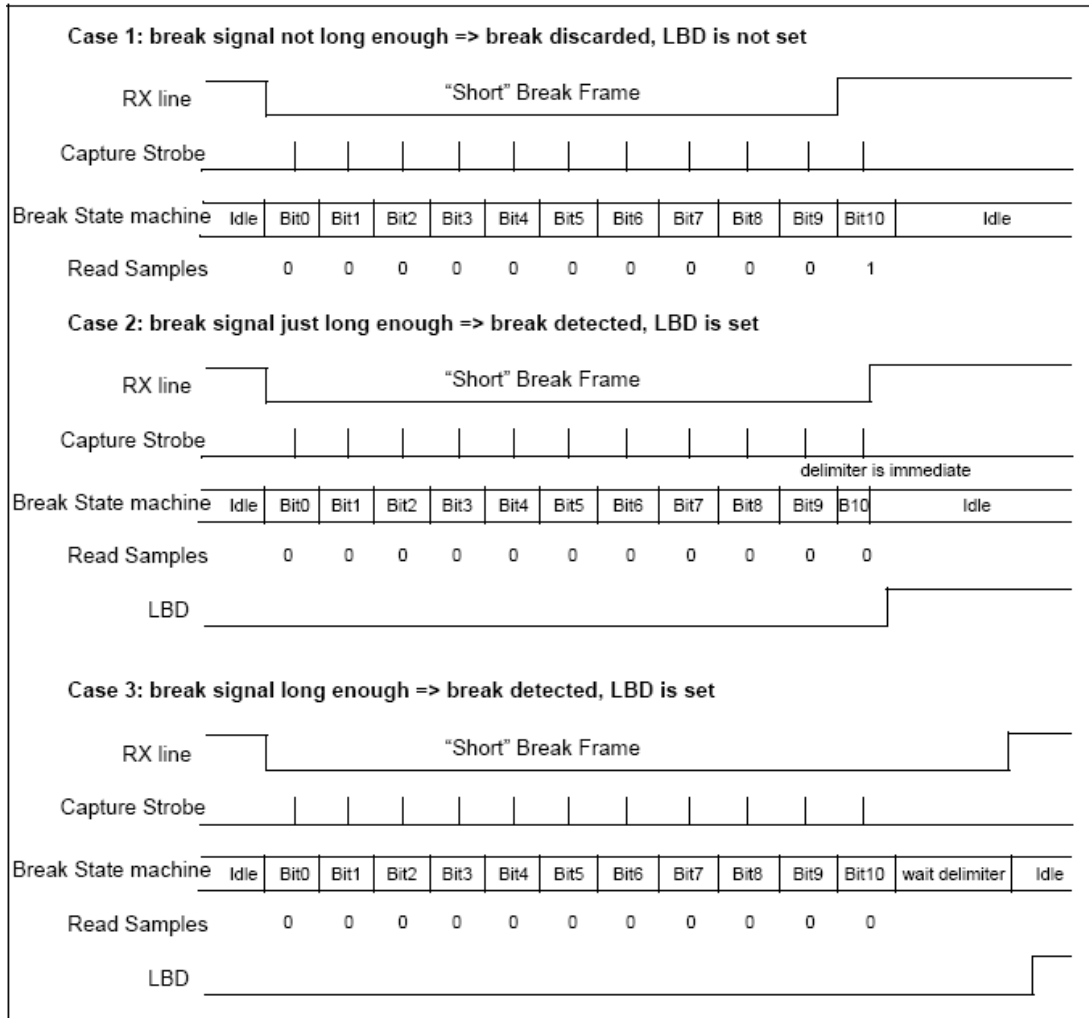 Case 1: break signal not long enough => break discarded, LBD is not set
RX line
“Short” Break Frame
Capture Strobe
Break State machine Idle Bit0 Bit1 Bit2 Bit3 Bit4 Bit5 Bit6 Bit7 Bit8 Bit9 Bit10 Idle
Read Samples 0 0 0 0 0 0 0 0 0 0 1
Case 2: break signal just long enough => break detected, LBD is set
RX line
“Short” Break Frame
Capture Strobe
delimiter is immediate
Break State machine Idle Bit0 Bit1 Bit2 Bit3 Bit4 Bit5 Bit6 Bit7 Bit8 Bit9 B10 Idle
Read Samples 0 0 0 0 0 0 0 0 0 0 0
LBD
Case 3: break signal long enough => break detected, LBD is set
RX line
“Short” Break Frame
Capture Strobe
Break State machine Idle Bit0 Bit1 Bit2 Bit3 Bit4 Bit5 Bit6 Bit7 Bit8 Bit9 Bit10 wait delimiter Idle
Read Samples 0 0 0 0 0 0 0 0 0 0 0
LBD